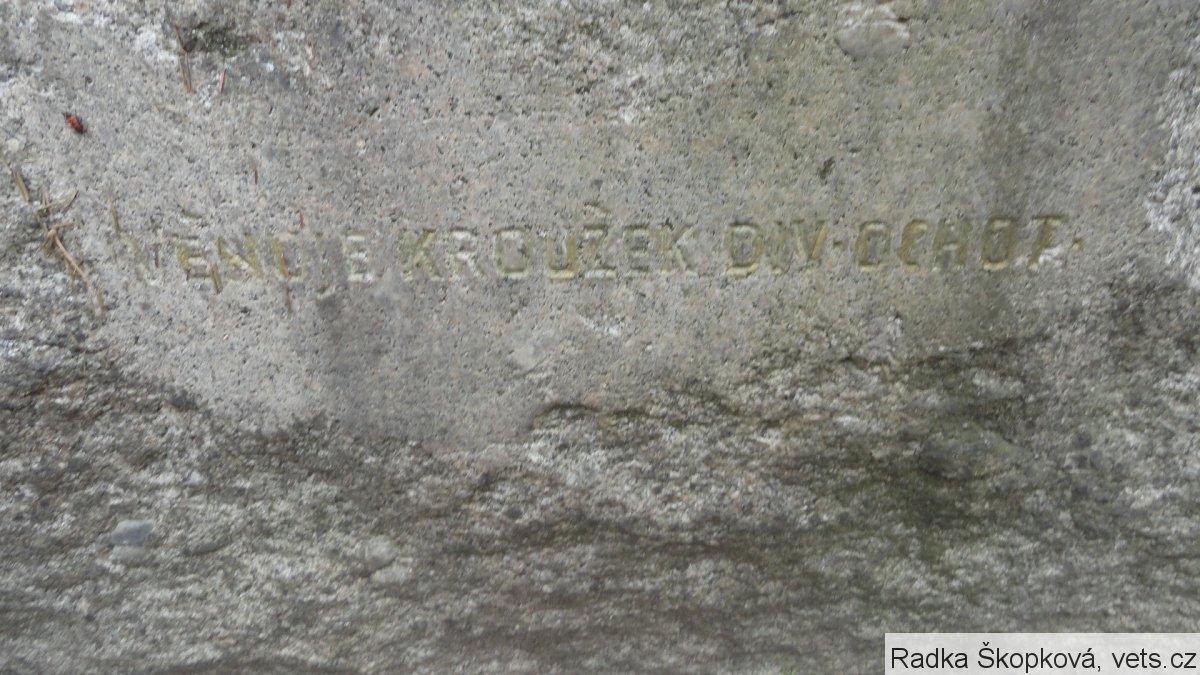 VĚNUJE KROUŽEK DIV·OCHOT·
Radka Škopková, vets.cz